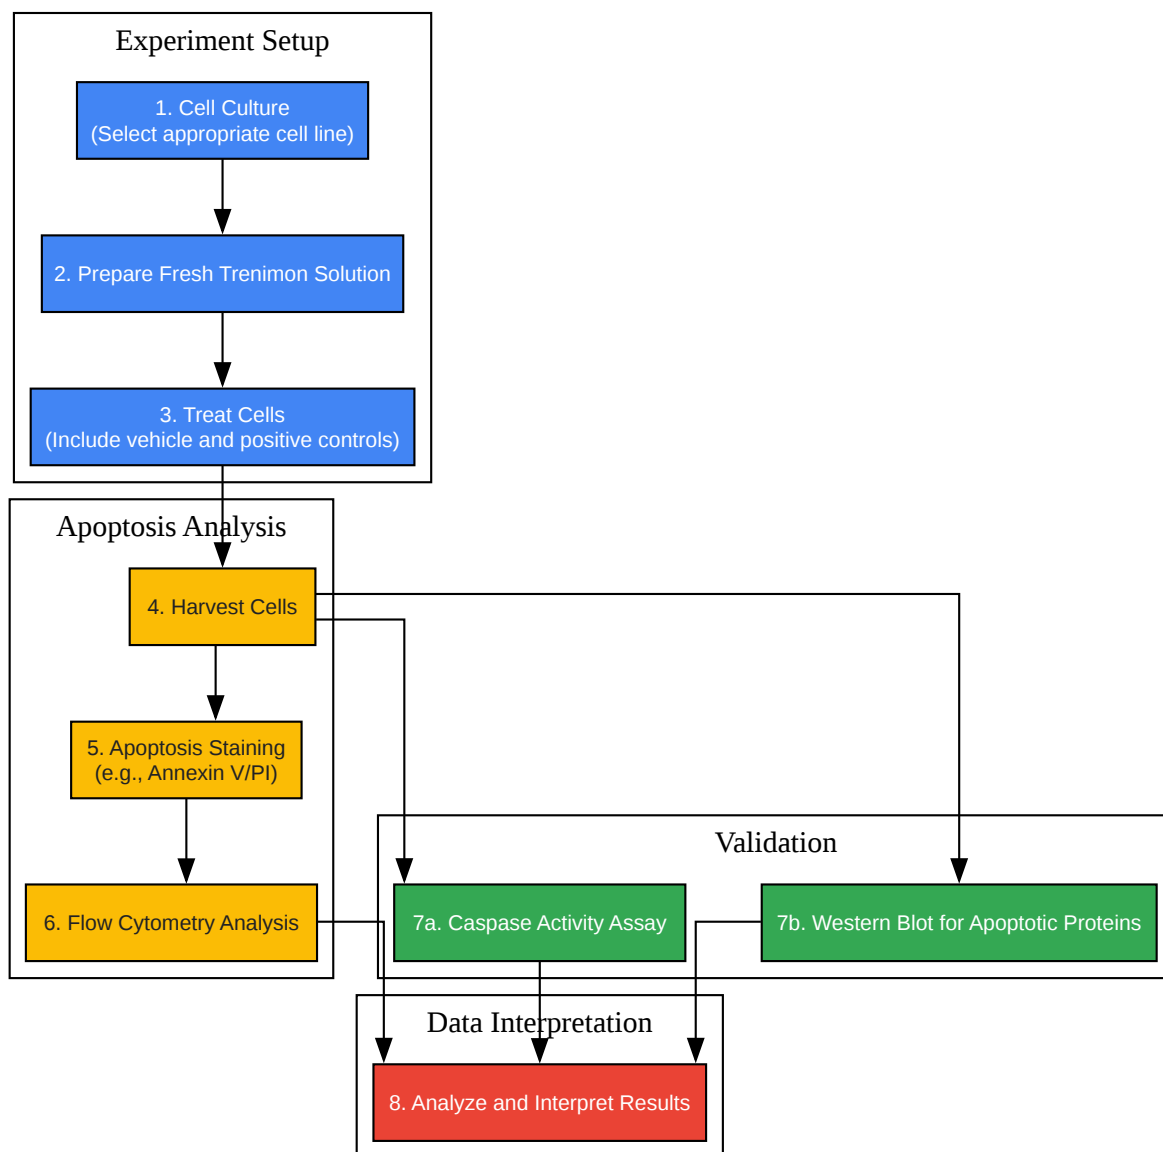 Experiment Setup
1. Cell Culture
(Select appropriate cell line)
2. Prepare Fresh Trenimon Solution
3. Treat Cells
(Include vehicle and positive controls)
Apoptosis Analysis
4. Harvest Cells
5. Apoptosis Staining
(e.g., Annexin V/PI)
6. Flow Cytometry Analysis
Validation
7a. Caspase Activity Assay
7b. Western Blot for Apoptotic Proteins
Data Interpretation
8. Analyze and Interpret Results